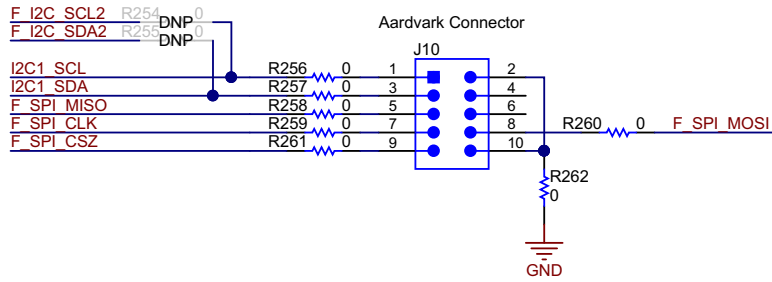 F_I2C_SCL2 R254 DNP 0
F_I2C_SDA2 R255 DNP 0
Aardvark Connector
J10
I2C1_SCL R256 0 1 2
I2C1_SDA R257 0 3 4
F_SPI_MISO R258 0 5 6
F_SPI_CLK R259 0 7 8 R260 0 F_SPI_MOSI
F_SPI_CSZ R261 0 9 10
R262
0
GND